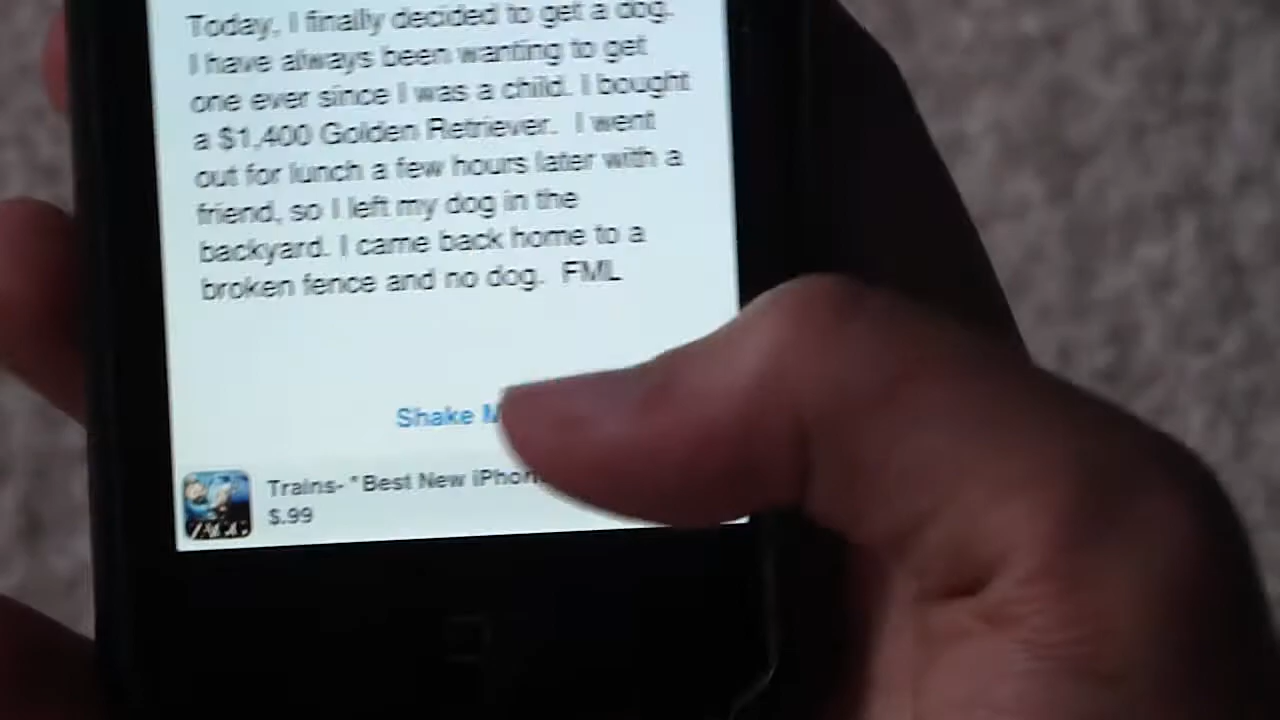 Today, I finally decided to get a dog.
I have always been wanting to get
one ever since I was a child. I bought
a $1,400 Golden Retriever. I went
out for lunch a few hours later with a
friend, so I left my dog in the
backyard. I came back home to a
broken fence and no dog. FML
Shake
Trains- *Best New
$.99